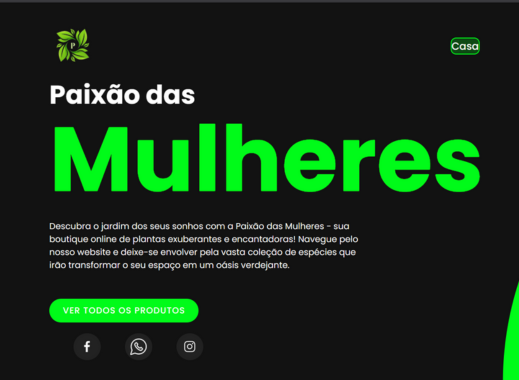 P
Casa
Paixão das
Mulheres
Descubra o jardim dos seus sonhos com a Paixão das Mulheres - sua
boutique online de plantas exuberantes e encantadoras! Navegue pelo
nosso website e deixe-se envolver pela vasta coleção de espécies que
irão transformar o seu espaço em um oásis verdejante.
VER TODOS OS PRODUTOS